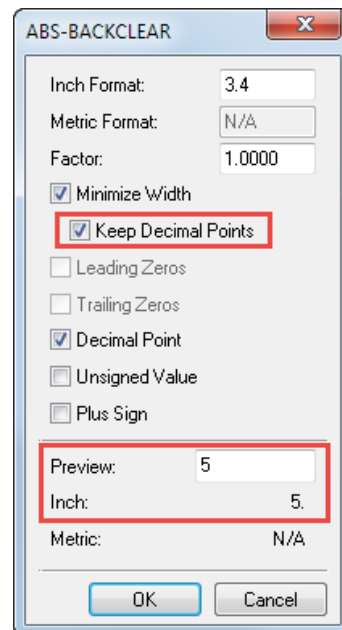 ABS-BACKCLEAR
Inch Format: 3.4
Metric Format: N/A
Factor: 1.0000
Minimize Width
Keep Decimal Points
Leading Zeros
Trailing Zeros
Decimal Point
Unsigned Value
Plus Sign
Preview: 5
Inch: 5.
Metric: N/A
OK Cancel